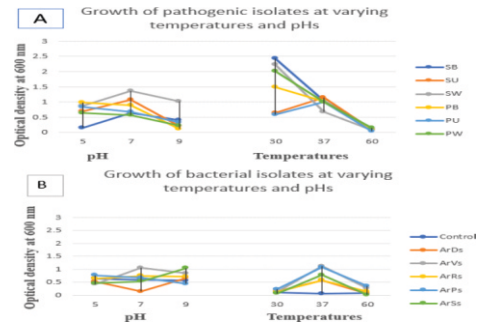 A
Growth of pathogenic isolates at varying
temperatures and pHs
Optical density at 600 nm
3
2.5
2
1.5
1
0.5
0
5 7 9 30 37 60
pH Temperatures
SB
SU
SW
PB
PU
PW
B
Growth of bacterial isolates at varying
temperatures and pHs
Optical density at 600 nm
3
2.5
2
1.5
1
0.5
0
5 7 9 30 37 60
pH Temperatures
Control
ArDs
ArVs
ArRs
ArPs
ArSs